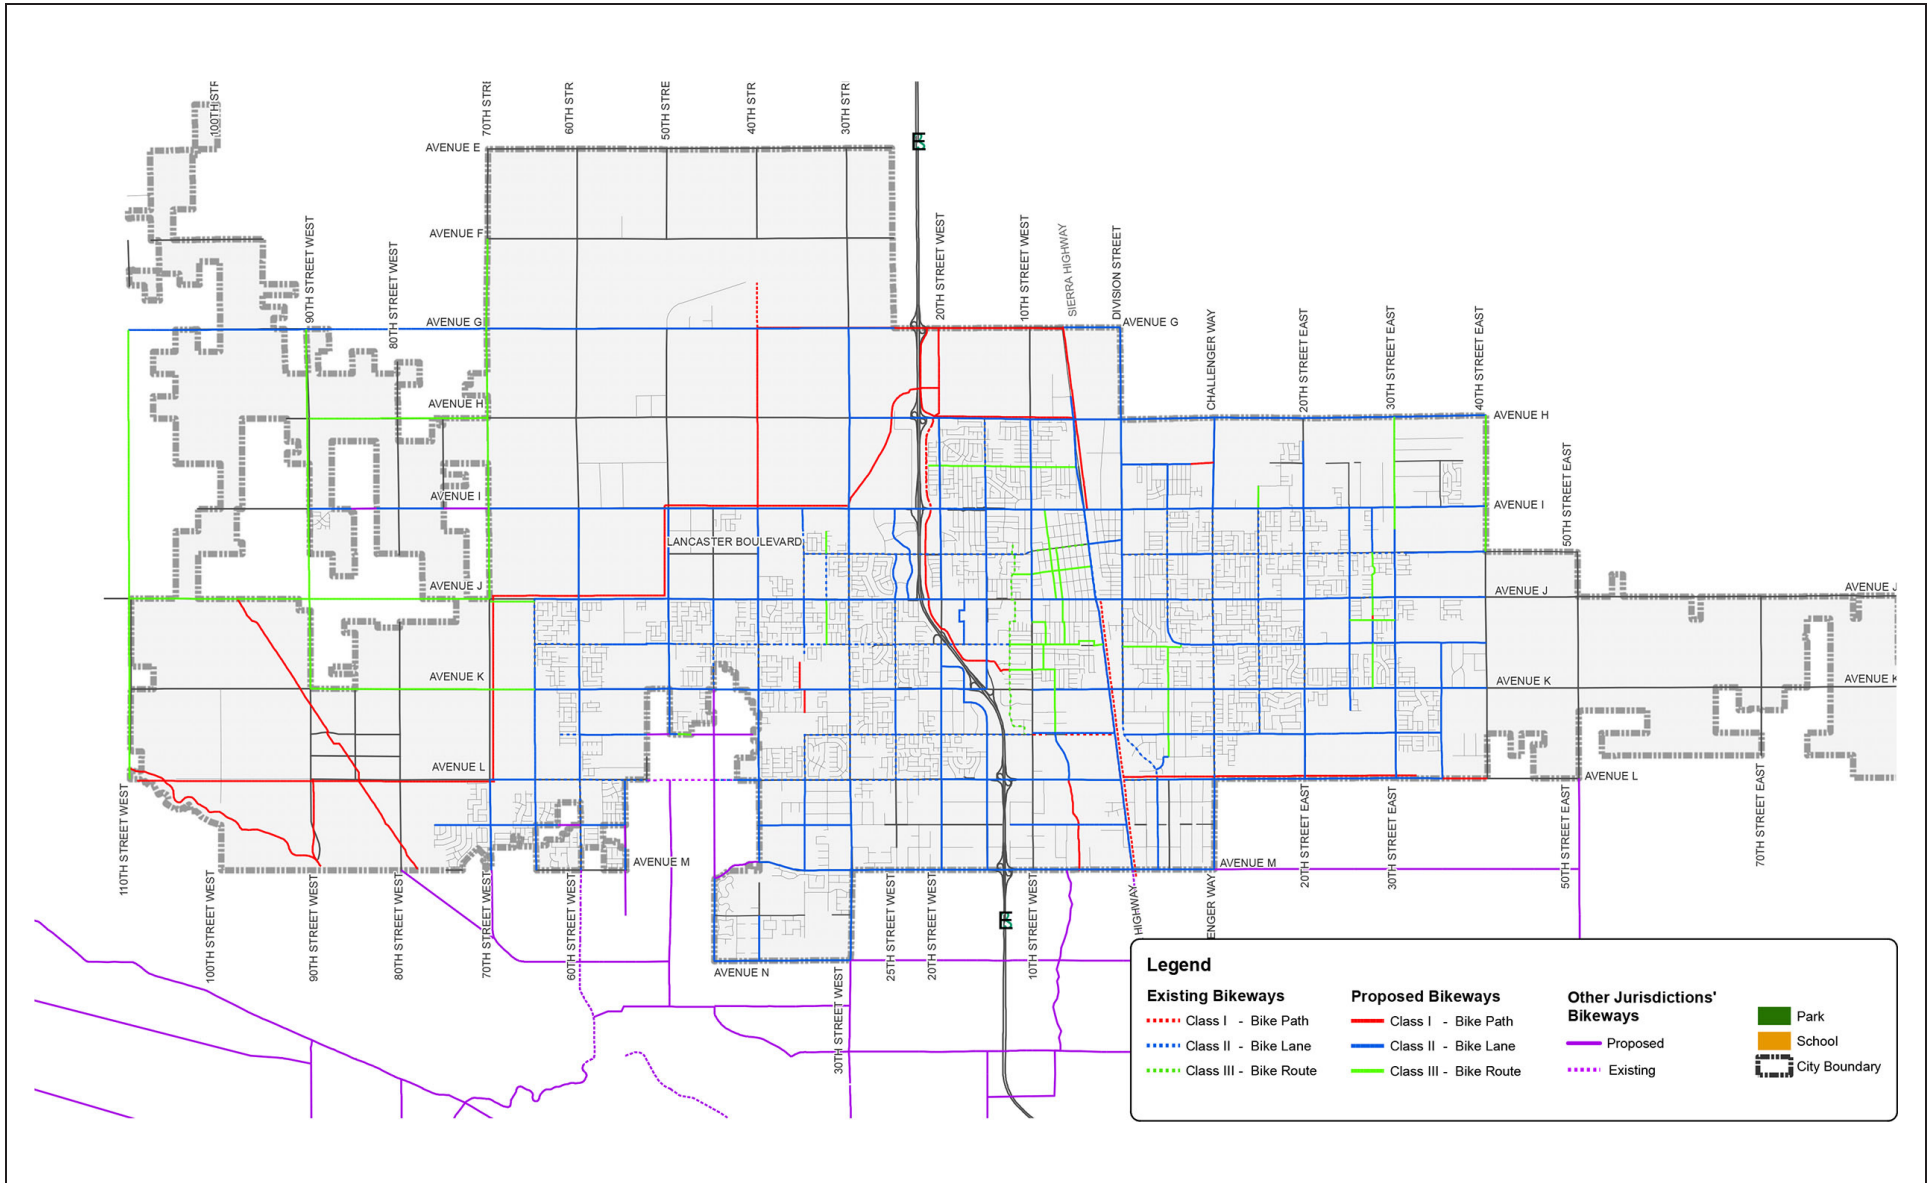 100TH STR
70TH STRE
60TH STR
50TH STRE
40TH STR
30TH STR
AVENUE E
AVENUE F
90TH STREET WEST
80TH STREET WEST
20TH STREET WEST
10TH STREET WEST
SIERRA HIGHWAY
DIVISION STREET
AVENUE G
AVENUE G
CHALLENGER WAY
20TH STREET EAST
30TH STREET EAST
40TH STREET EAST
AVENUE H
AVENUE H
50TH STREET EAST
AVENUE I
AVENUE I
LANCASTER BOULEVARD
AVENUE J
AVENUE J
AVENUE J
AVENUE K
AVENUE K
AVENUE K
AVENUE L
AVENUE L
110TH STREET WEST
100TH STREET WEST
90TH STREET WEST
80TH STREET WEST
70TH STREET WEST
60TH STREET WEST
AVENUE M
AVENUE M
AVENUE N
30TH STREET WEST
25TH STREET WEST
20TH STREET WEST
10TH STREET WEST
HIGHWAY
ENGER WAY
20TH STREET EAST
30TH STREET EAST
50TH STREET EAST
70TH STREET EAST
Legend
Existing Bikeways
Class I - Bike Path
Class II - Bike Lane
Class III - Bike Route
Proposed Bikeways
Class I - Bike Path
Class II - Bike Lane
Class III - Bike Route
Other Jurisdictions'
Bikeways
Proposed
Existing
Park
School
City Boundary